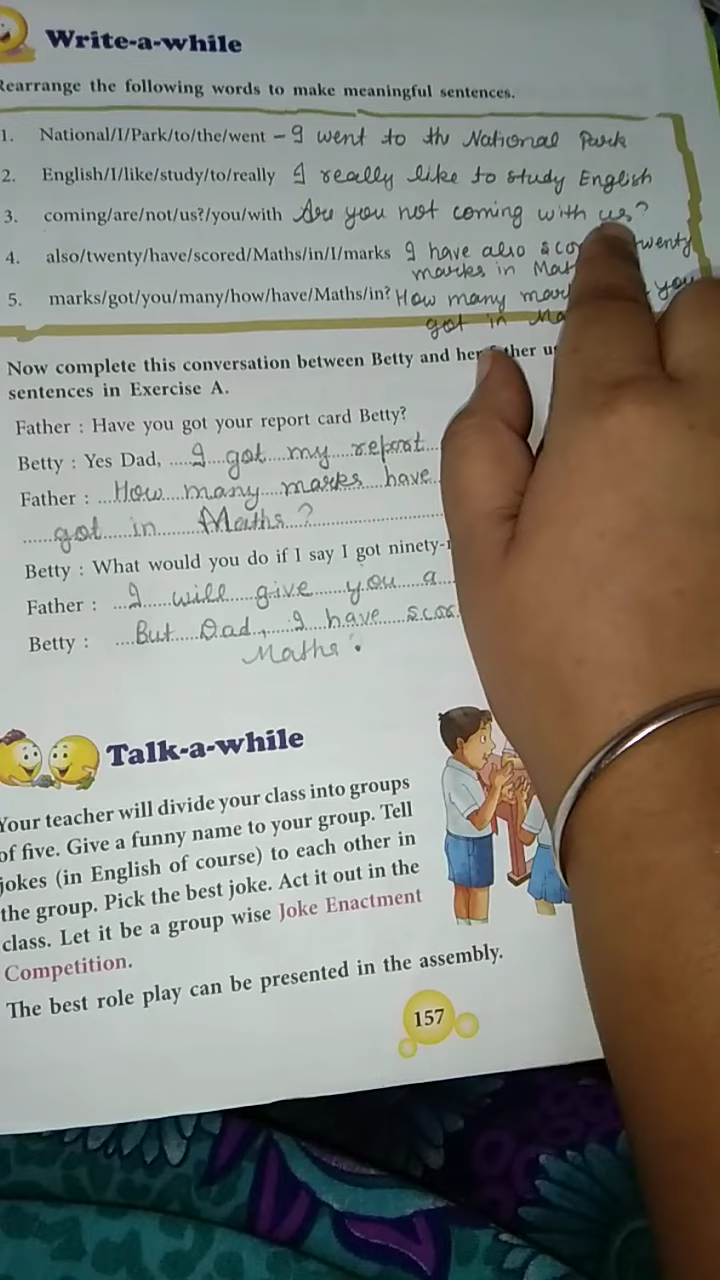 Write-a-while
Rearrange the following words to make meaningful sentences.
1. National/I/Park/to/the/went - I went to the National Park
2. English/I/like/study/to/really I really like to study English
3. coming/are/not/us?/you/with Are you not coming with us?
4. also/twenty/have/scored/Maths/in/I/marks I have also twenty
marks in
5. marks/got/you/many/how/have/Maths/in? How many you
got in
Now complete this conversation between Betty and her
sentences in Exercise A.
Father : Have you got your report card Betty?
Betty : Yes Dad, ..... I got my report
Father : ... How many marks have
..... got in Maths?
Betty : What would you do if I say I got
Father : ... I will give you a
Betty : .... But Dad, I have
Maths.
Talk-a-while
Your teacher will divide your class into groups
of five. Give a funny name to your group. Tell
jokes (in English of course) to each other in
the group. Pick the best joke. Act it out in the
class. Let it be a group wise Joke Enactment
Competition.
The best role play can be presented in the assembly.
157